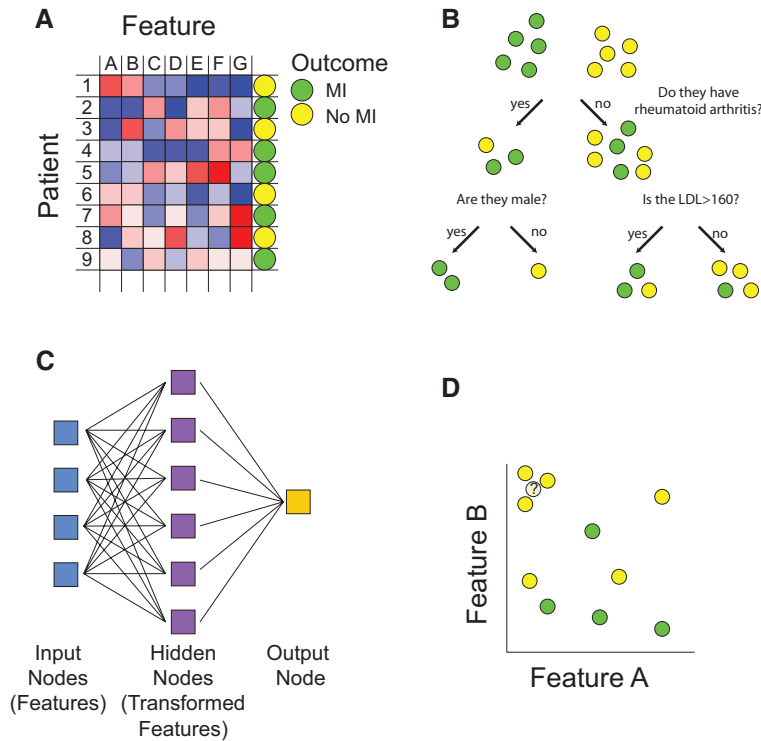 A
Feature
A B C D E F G
Outcome
MI
No MI
Patient
1
2
3
4
5
6
7
8
9
B
Do they have
rheumatoid arthritis?
yes
no
Are they male?
Is the LDL>160?
yes
no
yes
no
C
Input
Nodes
(Features)
Hidden
Nodes
(Transformed
Features)
Output
Node
D
?
Feature B
Feature A